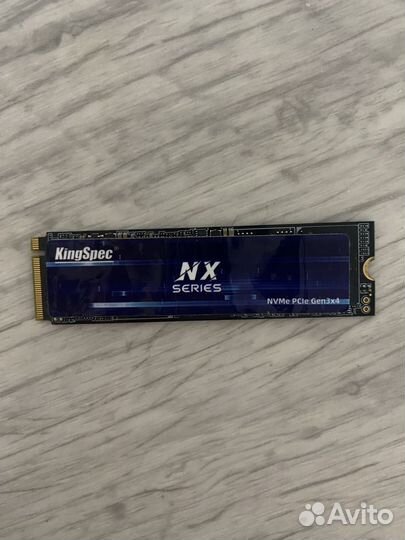 KingSpec
NX
SERIES
NVMe PCIe Gen3x4
Avito